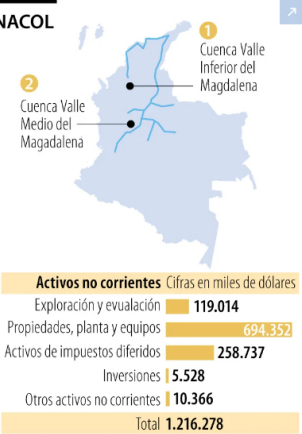 NACOL
1
Cuenca Valle
Inferior del
Magdalena
2
Cuenca Valle
Medio del
Magadalena
Activos no corrientes Cifras en miles de dólares
Exploración y evualación 119.014
Propiedades, planta y equipos 694.352
Activos de impuestos diferidos 258.737
Inversiones 5.528
Otros activos no corrientes 10.366
Total 1.216.278